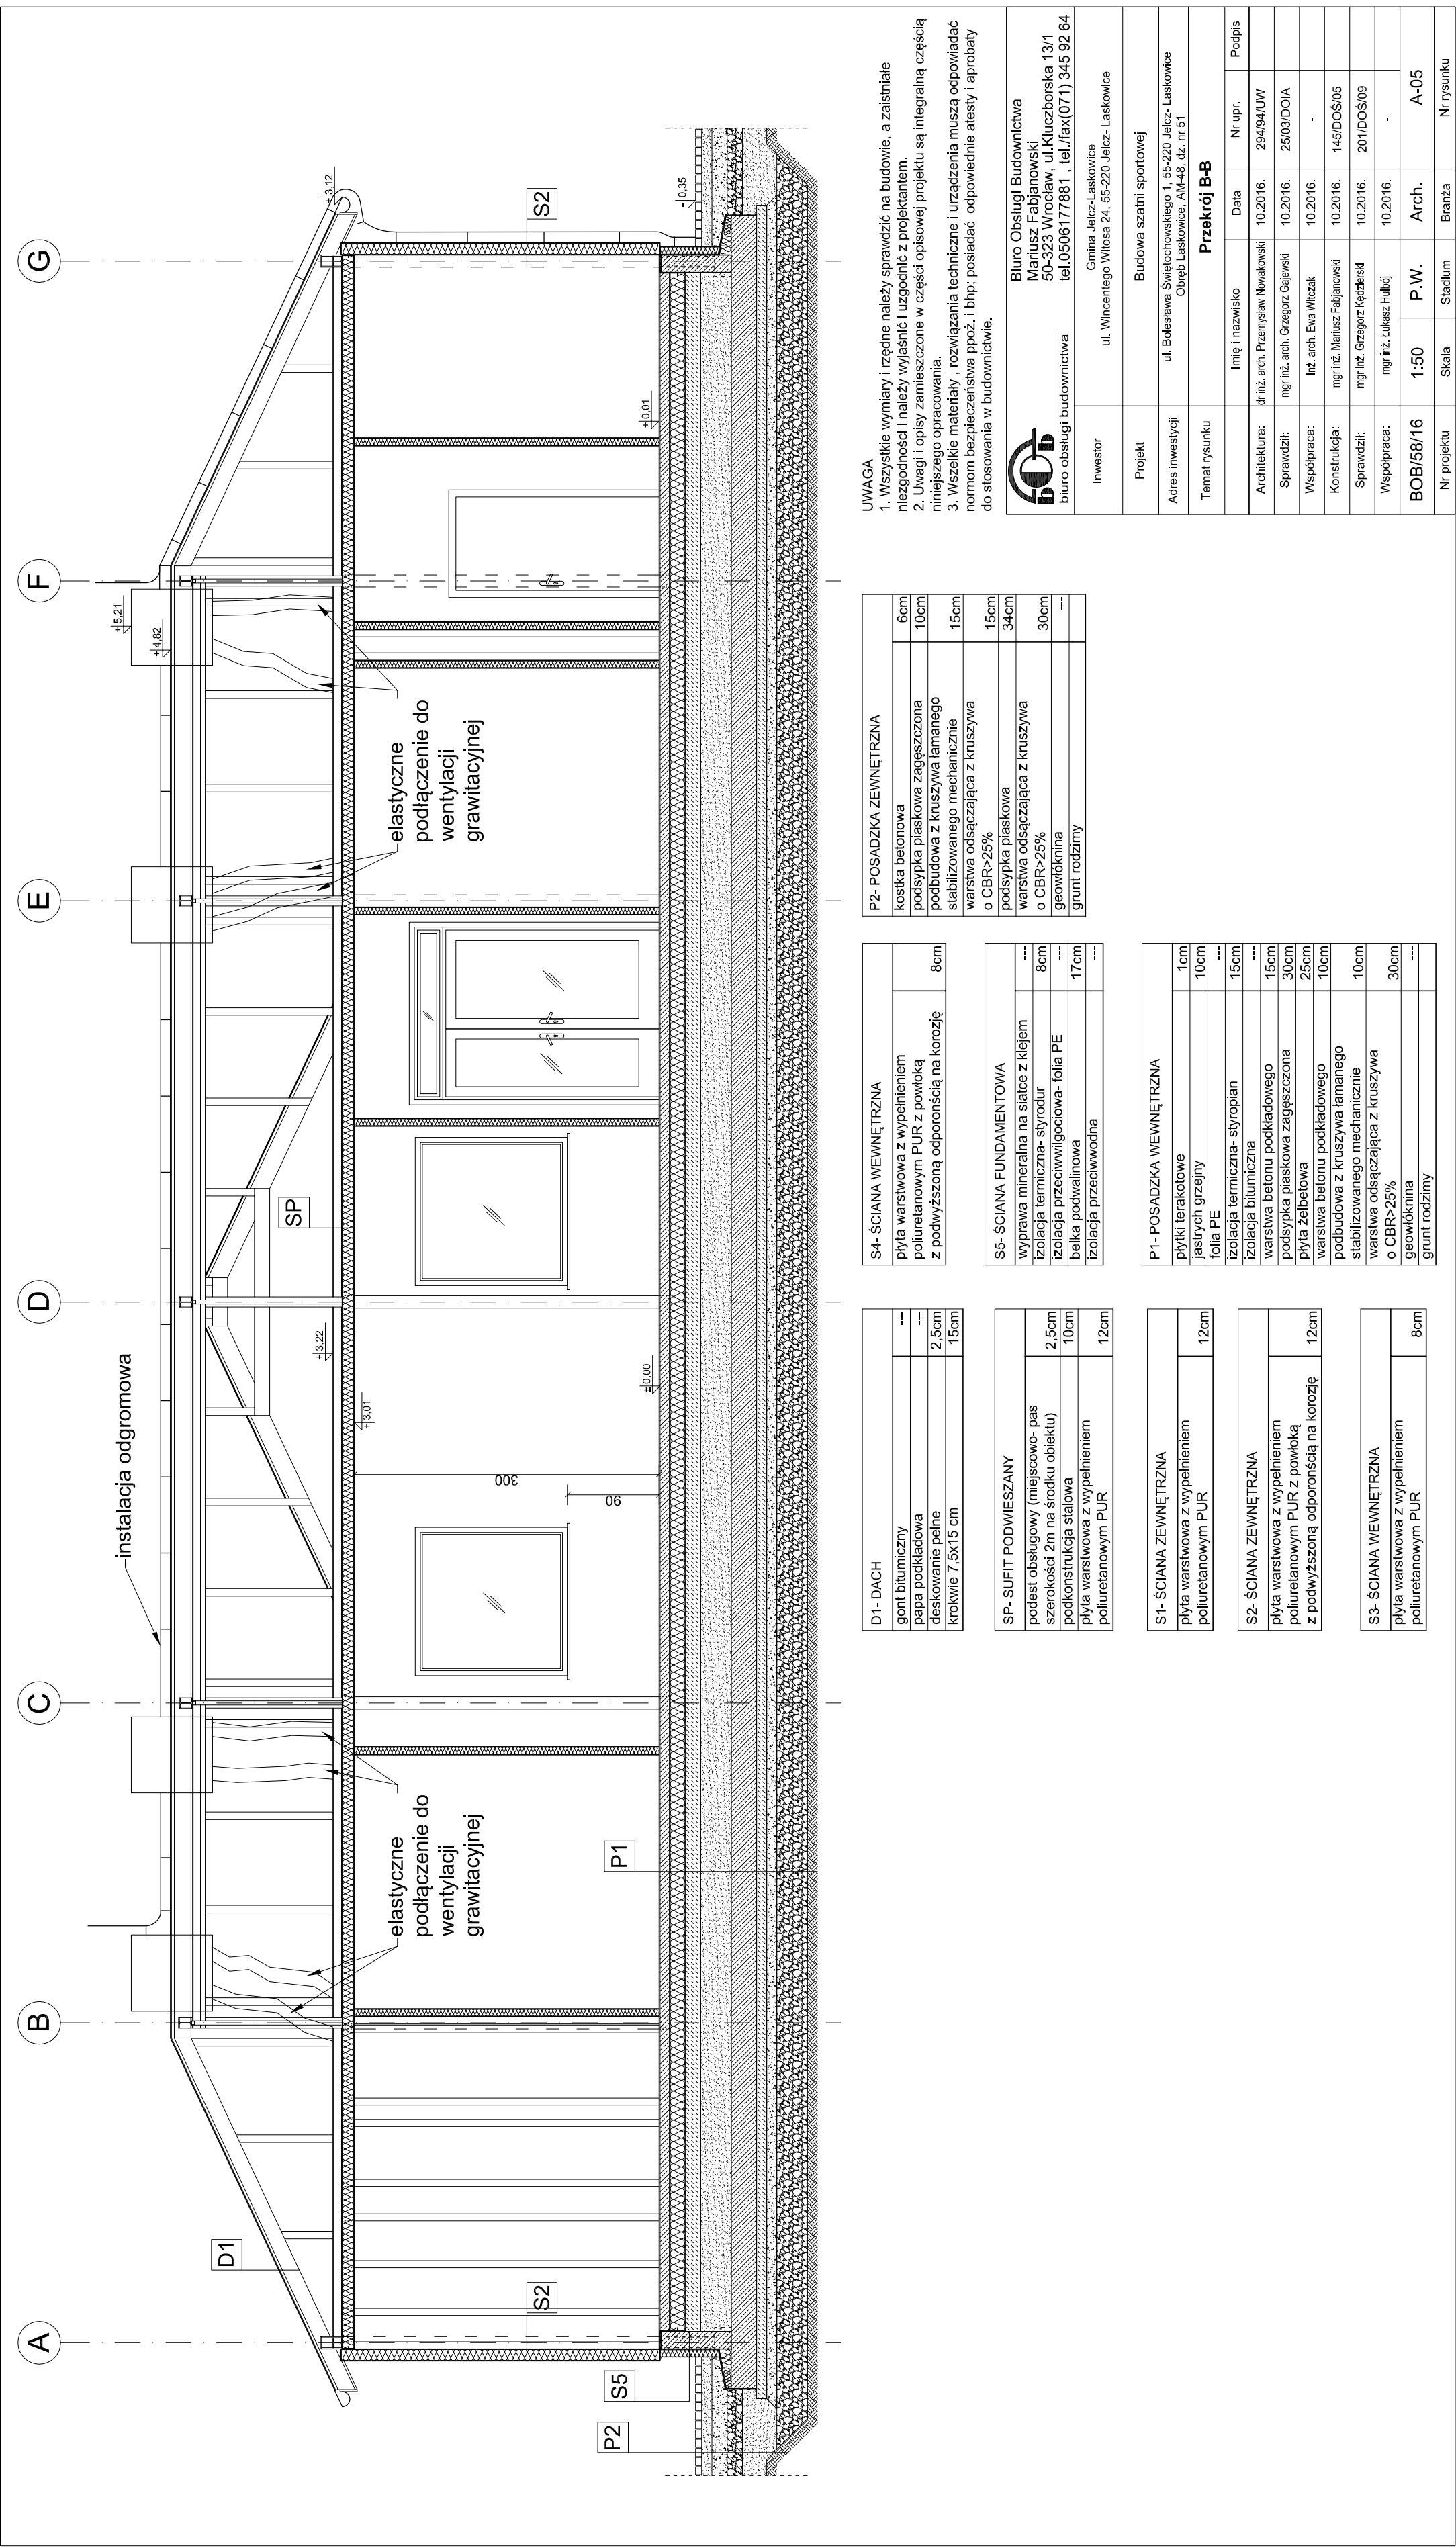 A
B
C
D
E
F
G
instalacja odgromowa
+5,21
+4,82
+3,12
D1
+3,22
SP
elastyczne
podłączenie do
wentylacji
grawitacyjnej
elastyczne
podłączenie do
wentylacji
grawitacyjnej
+3,01
S2
300
90
S2
P1
±0,00
+0,01
S5
P2
-0,35
D1- DACH
gont bitumiczny ---
papa podkładowa ---
deskowanie pełne 2,5cm
krokwie 7,5x15 cm 15cm
SP- SUFIT PODWIESZANY
podest obsługowy (miejscowo- pas
szerokości 2m na środku obiektu) 2,5cm
podkonstrukcja stalowa 10cm
płyta warstwowa z wypełnieniem
poliuretanowym PUR 12cm
S1- ŚCIANA ZEWNĘTRZNA
płyta warstwowa z wypełnieniem
poliuretanowym PUR 12cm
S2- ŚCIANA ZEWNĘTRZNA
płyta warstwowa z wypełnieniem
poliuretanowym PUR z powłoką
z podwyższoną odporonścią na korozję 12cm
S3- ŚCIANA WEWNĘTRZNA
płyta warstwowa z wypełnieniem
poliuretanowym PUR 8cm
S4- ŚCIANA WEWNĘTRZNA
płyta warstwowa z wypełnieniem
poliuretanowym PUR z powłoką
z podwyższoną odporonścią na korozję 8cm
S5- ŚCIANA FUNDAMENTOWA
wyprawa mineralna na siatce z klejem ---
izolacja termiczna- styrodur 8cm
izolacja przeciwwilgociowa- folia PE ---
belka podwalinowa 17cm
izolacja przeciwwodna ---
P1- POSADZKA WEWNĘTRZNA
płytki terakotowe 1cm
jastrych grzejny 10cm
folia PE ---
izolacja termiczna- styropian 15cm
izolacja bitumiczna ---
warstwa betonu podkładowego 15cm
podsypka piaskowa zagęszczona 30cm
płyta żelbetowa 25cm
warstwa betonu podkładowego 10cm
podbudowa z kruszywa łamanego
stabilizowanego mechanicznie 10cm
warstwa odsączająca z kruszywa
o CBR>25% 30cm
geowłóknina ---
grunt rodzimy
P2- POSADZKA ZEWNĘTRZNA
kostka betonowa 6cm
podsypka piaskowa zagęszczona 10cm
podbudowa z kruszywa łamanego
stabilizowanego mechanicznie 15cm
warstwa odsączająca z kruszywa
o CBR>25% 15cm
podsypka piaskowa 34cm
warstwa odsączająca z kruszywa
o CBR>25% 30cm
geowłóknina ---
grunt rodzimy
UWAGA
1. Wszystkie wymiary i rzędne należy sprawdzić na budowie, a zaistniałe
niezgodności i należy wyjaśnić i uzgodnić z projektantem.
2. Uwagi i opisy zamieszczone w części opisowej projektu są integralną częścią
niniejszego opracowania.
3. Wszelkie materiały , rozwiązania techniczne i urządzenia muszą odpowiadać
normom bezpieczeństwa ppoż. i bhp; posiadać odpowiednie atesty i aprobaty
do stosowania w budownictwie.
bOb
biuro obsługi budownictwa
Biuro Obsługi Budownictwa
Mariusz Fabjanowski
50-323 Wrocław, ul.Kluczborska 13/1
tel.0506177881 , tel./fax(071) 345 92 64
Inwestor
Gmina Jelcz-Laskowice
ul. Wincentego Witosa 24, 55-220 Jelcz- Laskowice
Projekt
Budowa szatni sportowej
Adres inwestycji
ul. Bolesława Świętochowskiego 1, 55-220 Jelcz- Laskowice
Obręb Laskowice, AM-48, dz. nr 51
Temat rysunku
Przekrój B-B
Imię i nazwisko Data Nr upr. Podpis
Architektura: dr inż. arch. Przemysław Nowakowski 10.2016. 294/94/UW
Sprawdził: mgr inż. arch. Grzegorz Gajewski 10.2016. 25/03/DOIA
Współpraca: inż. arch. Ewa Witczak 10.2016. -
Konstrukcja: mgr inż. Mariusz Fabjanowski 10.2016. 145/DOŚ/05
Sprawdził: mgr inż. Grzegorz Kędzierski 10.2016. 201/DOŚ/09
Współpraca: mgr inż. Łukasz Hulbój 10.2016. -
BOB/58/16 1:50 P.W. Arch. A-05
Nr projektu Skala Stadium Branża Nr rysunku